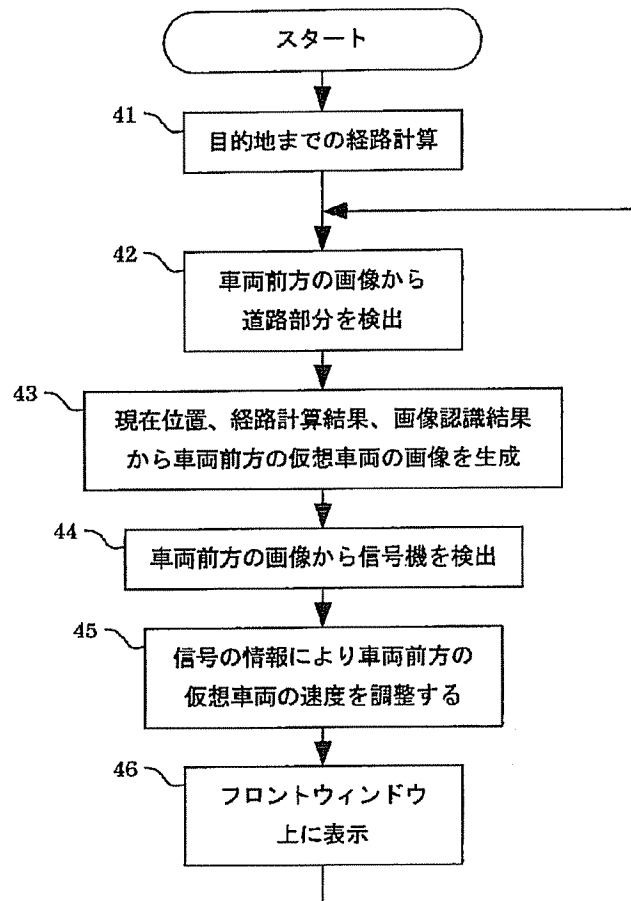 スタート
41
目的地までの経路計算
42
車両前方の画像から
道路部分を検出
43
現在位置、経路計算結果、画像認識結果
から車両前方の仮想車両の画像を生成
44
車両前方の画像から信号機を検出
45
信号の情報により車両前方の
仮想車両の速度を調整する
46
フロントウィンドウ
上に表示